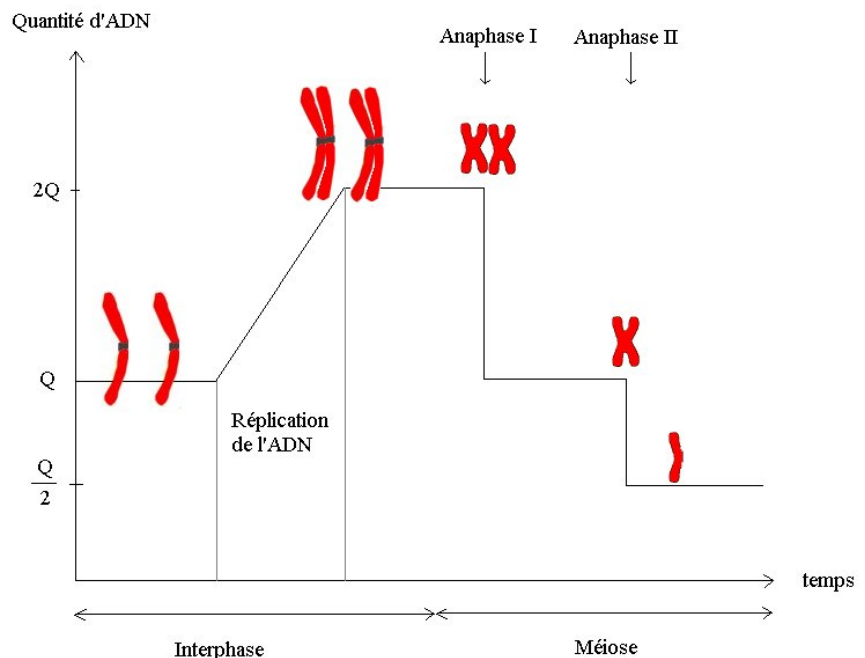 Quantité d'ADN
Anaphase I
Anaphase II
2Q
Q
Réplication
de l'ADN
Q
2
temps
Interphase
Méiose